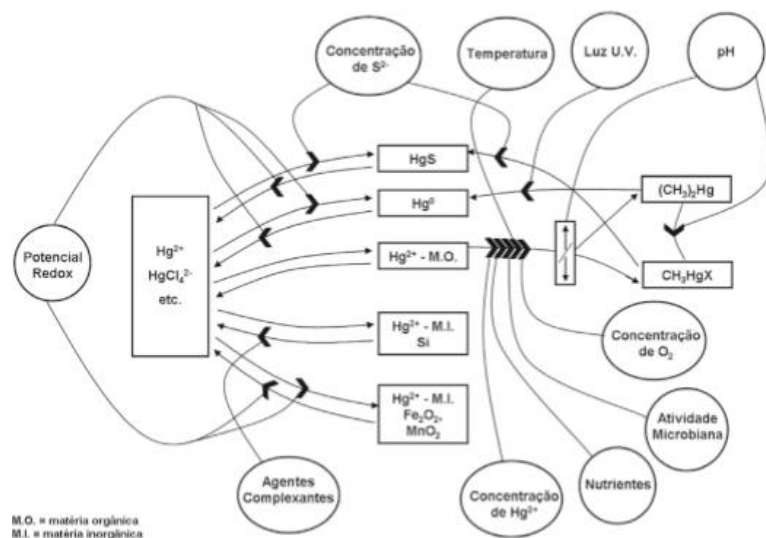 Concentração
de S²⁻
Temperatura
Luz U.V.
pH
HgS
Hg⁰
(CH₃)₂Hg
Potencial
Redox
Hg²⁺
HgCl₄²⁻
etc.
Hg²⁺ - M.O.
CH₃HgX
Hg²⁺ - M.I.
Si
Concentração
de O₂
Hg²⁺ - M.I.
Fe₂O₂,
MnO₂
Atividade
Microbiana
Agentes
Complexantes
Concentração
de Hg²⁺
Nutrientes
M.O. = matéria orgânica
M.I. = matéria inorgânica